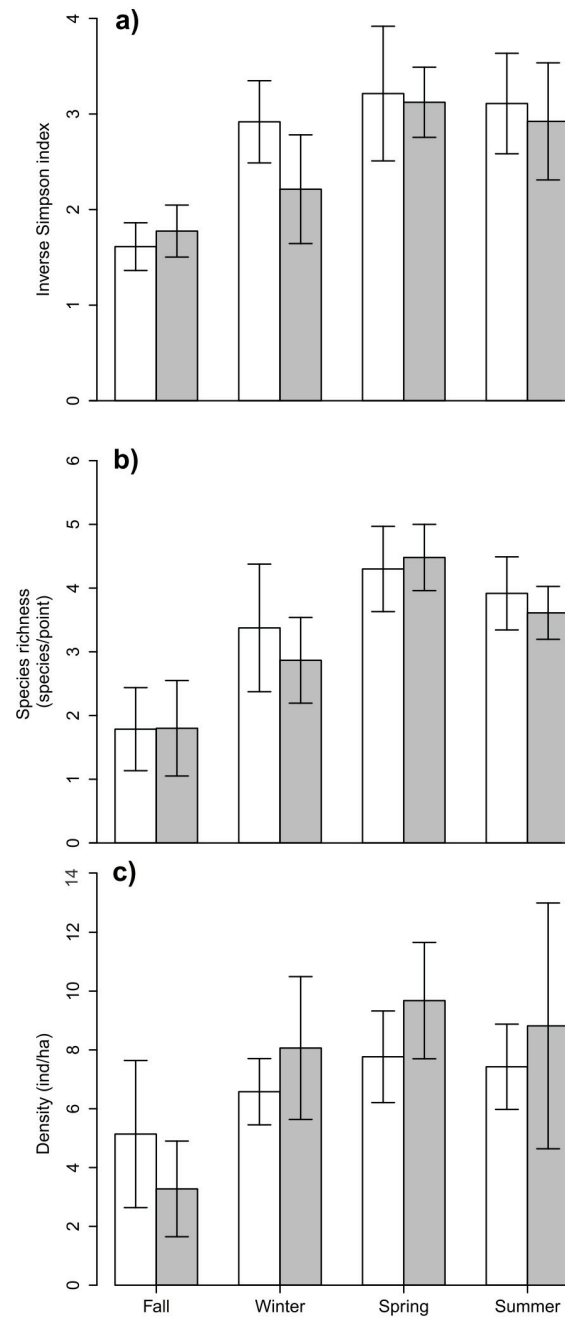 a)
Inverse Simpson index
4
3
2
1
0
b)
Species richness
(species/point)
6
5
4
3
2
1
0
c)
Density (ind/ha)
14
12
10
8
6
4
2
0
Fall Winter Spring Summer